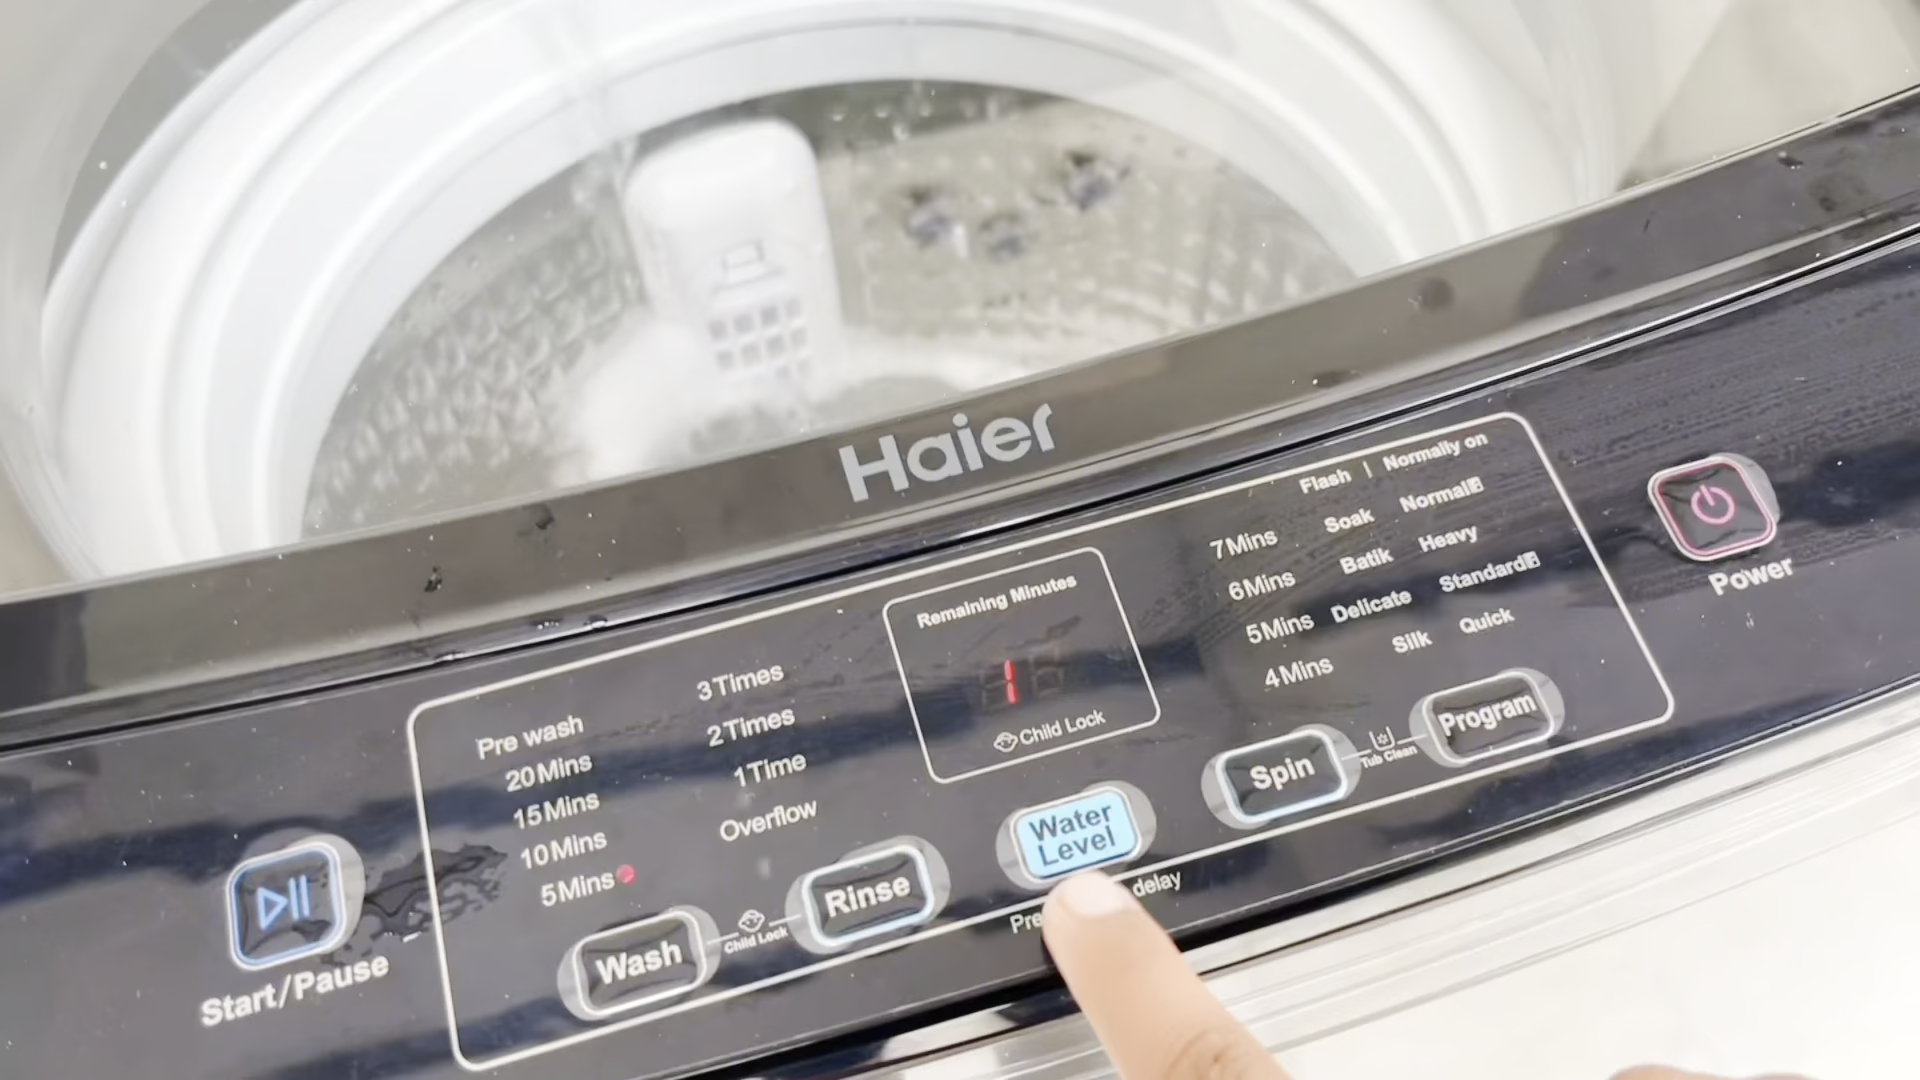 Haier
Flash | Normally on
7Mins Soak Normal
6Mins Batik Heavy
5Mins Delicate Standard
4Mins Silk Quick
Power
Remaining Minutes
1
Child Lock
Pre wash
20Mins
15Mins
10Mins
5Mins
3Times
2Times
1Time
Overflow
Start/Pause
Wash
Child Lock
Rinse
Water
Level
delay
Spin
Tub Clean
Program